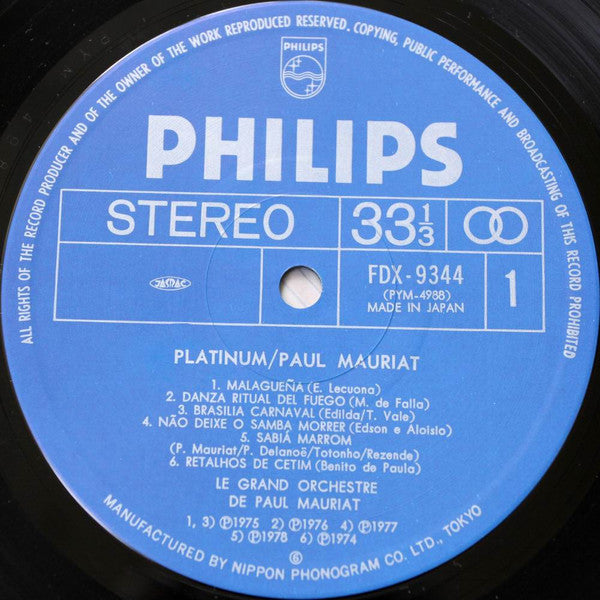 ALL RIGHTS OF THE RECORD PRODUCER AND OF THE OWNER OF THE WORK REPRODUCED RESERVED. COPYING, PUBLIC PERFORMANCE AND BROADCASTING OF THIS RECORD PROHIBITED
PHILIPS
PHILIPS
STEREO
33 1/3
JASRAC
FDX-9344
(PYM-4988)
MADE IN JAPAN
1
PLATINUM/PAUL MAURIAT
1. MALAGUEÑA (E. Lecuona)
2. DANZA RITUAL DEL FUEGO (M. de Falla)
3. BRASILIA CARNAVAL (Edilda/T. Vale)
4. NÃO DEIXE O SAMBA MORRER (Edson e Aloisio)
5. SABIÁ MARROM
(P. Mauriat/P. Delanoë/Totonho/Rezende)
6. RETALHOS DE CETIM (Benito de Paula)
LE GRAND ORCHESTRE
DE PAUL MAURIAT
1, 3) ℗1975 2) ℗1976 4) ℗1977
5) ℗1978 6) ℗1974
MANUFACTURED BY NIPPON PHONOGRAM CO. LTD., TOKYO